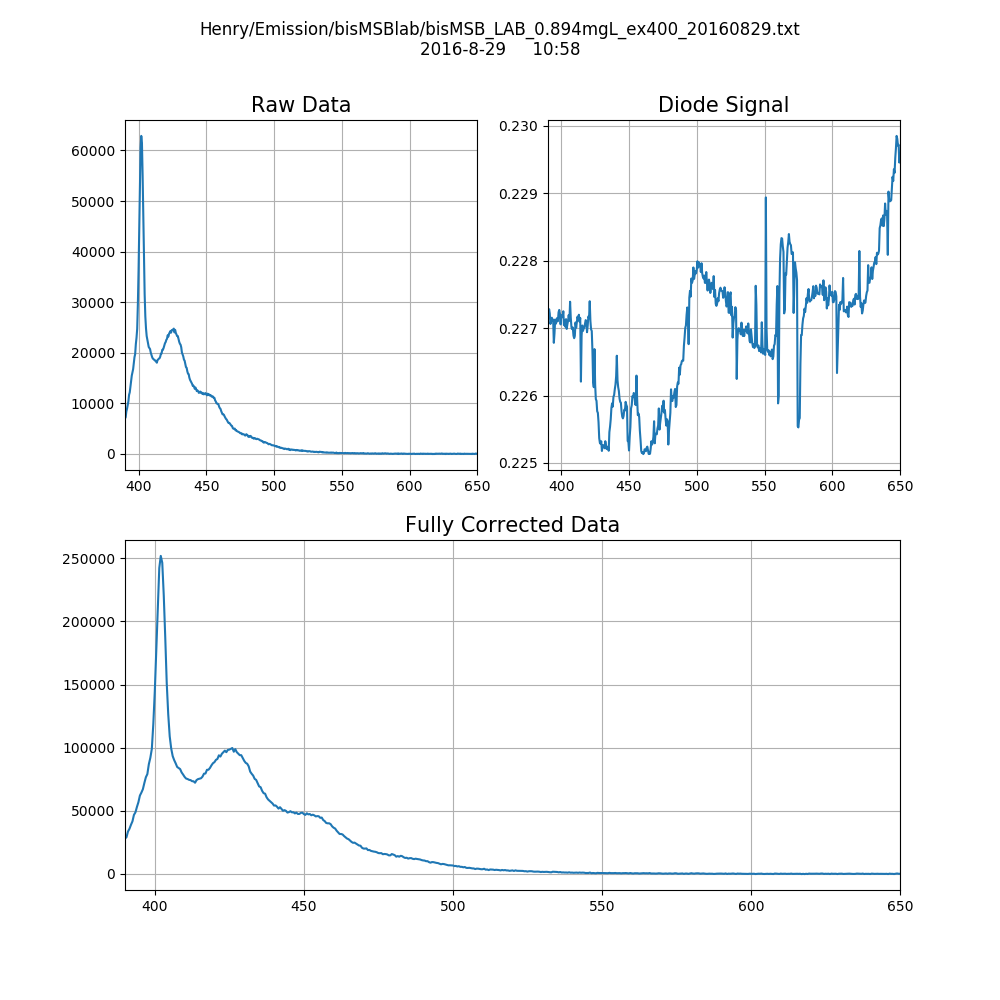 Henry/Emission/bisMSBlab/bisMSB_LAB_0.894mgL_ex400_20160829.txt
2016-8-29 10:58
Raw Data
60000
50000
40000
30000
20000
10000
0
400 450 500 550 600 650
Diode Signal
0.230
0.229
0.228
0.227
0.226
0.225
400 450 500 550 600 650
Fully Corrected Data
250000
200000
150000
100000
50000
0
400 450 500 550 600 650